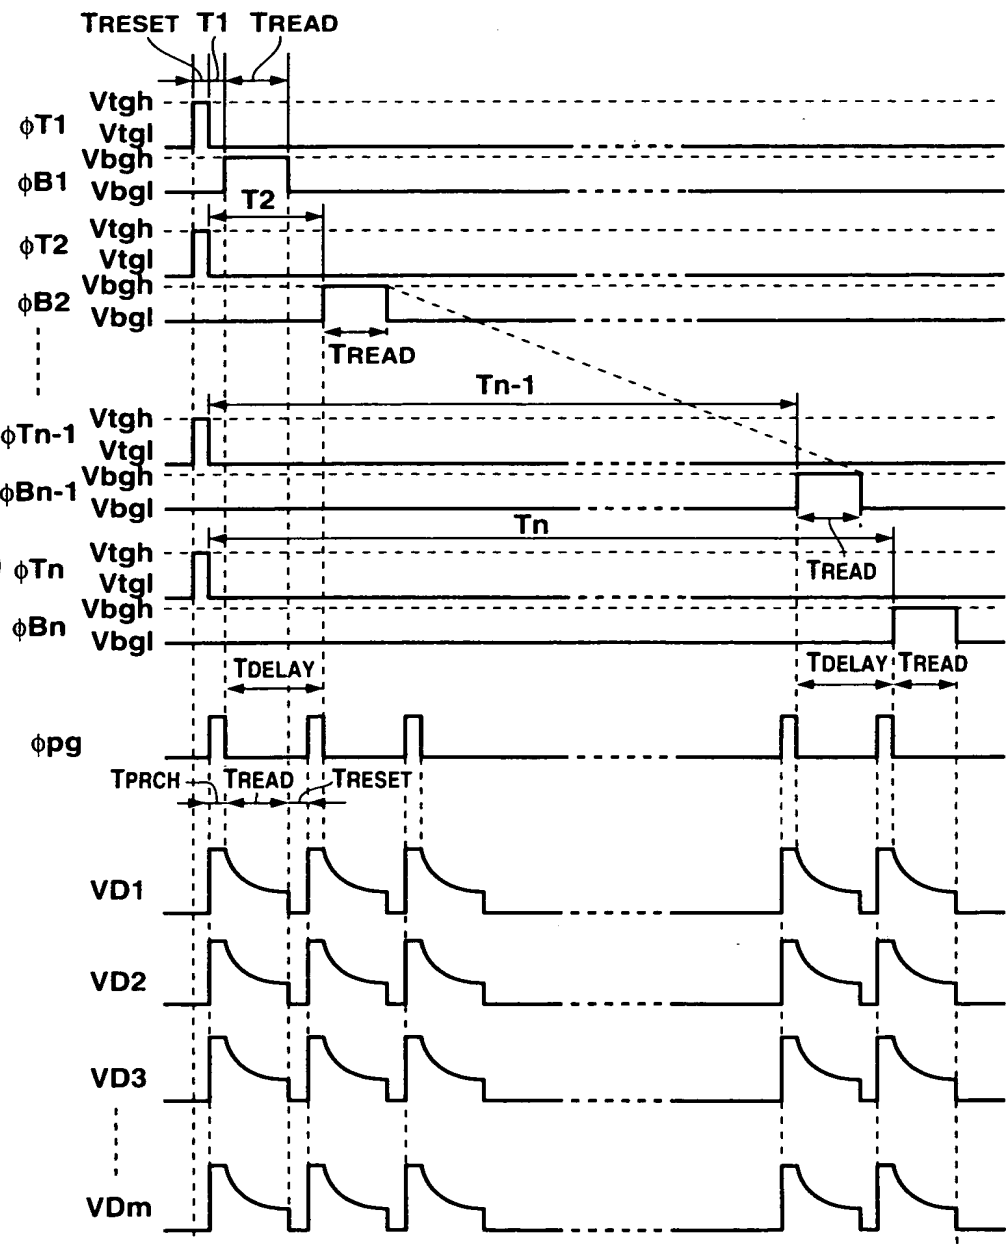 TRESET T1 TREAD
φT1 Vtgh
Vtgl
φB1 Vbgh
Vbgl
T2
φT2 Vtgh
Vtgl
φB2 Vbgh
Vbgl
TREAD
Tn-1
φTn-1 Vtgh
Vtgl
φBn-1 Vbgh
Vbgl
Tn
φTn Vtgh
Vtgl
TREAD
φBn Vbgh
Vbgl
TDELAY TDELAY TREAD
φpg
TPRCH TREAD TRESET
VD1
VD2
VD3
VDm